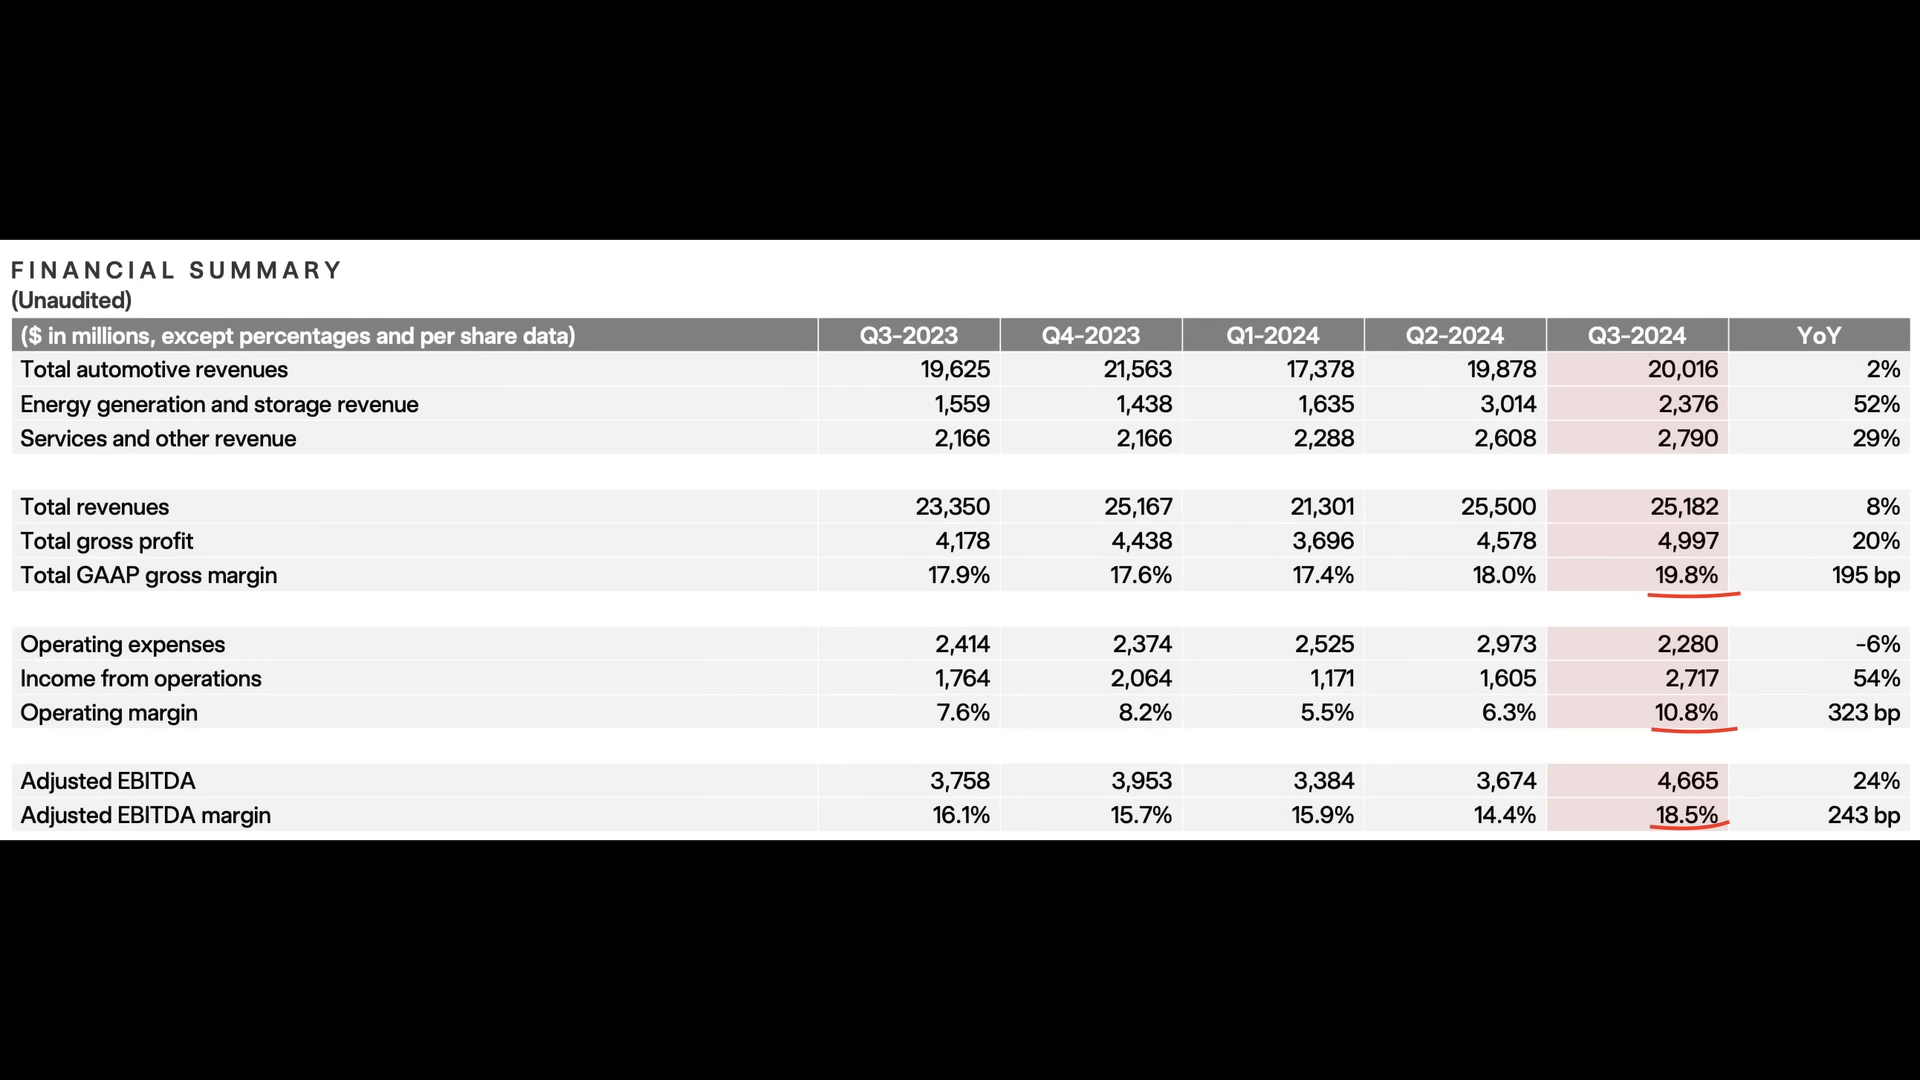 FINANCIAL SUMMARY
(Unaudited)
($ in millions, except percentages and per share data) Q3-2023 Q4-2023 Q1-2024 Q2-2024 Q3-2024 YoY
Total automotive revenues 19,625 21,563 17,378 19,878 20,016 2%
Energy generation and storage revenue 1,559 1,438 1,635 3,014 2,376 52%
Services and other revenue 2,166 2,166 2,288 2,608 2,790 29%
Total revenues 23,350 25,167 21,301 25,500 25,182 8%
Total gross profit 4,178 4,438 3,696 4,578 4,997 20%
Total GAAP gross margin 17.9% 17.6% 17.4% 18.0% 19.8% 195 bp
Operating expenses 2,414 2,374 2,525 2,973 2,280 -6%
Income from operations 1,764 2,064 1,171 1,605 2,717 54%
Operating margin 7.6% 8.2% 5.5% 6.3% 10.8% 323 bp
Adjusted EBITDA 3,758 3,953 3,384 3,674 4,665 24%
Adjusted EBITDA margin 16.1% 15.7% 15.9% 14.4% 18.5% 243 bp